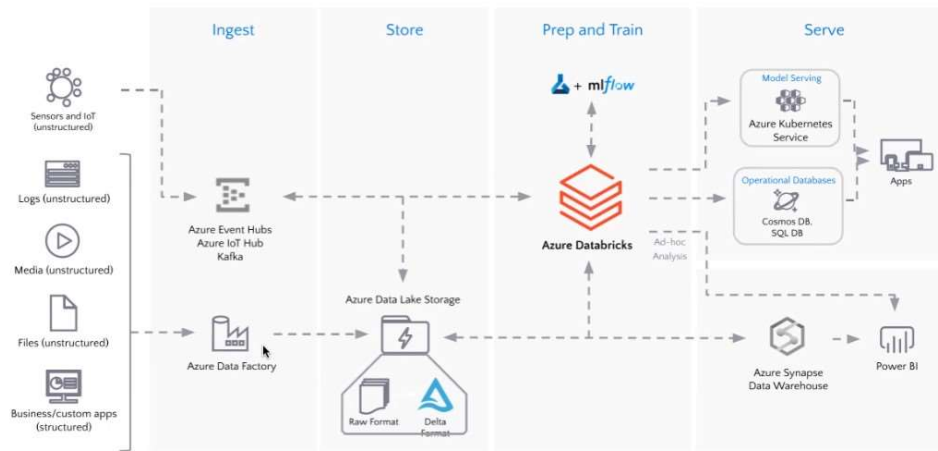 Ingest
Store
Prep and Train
Serve
Sensors and IoT
(unstructured)
Logs (unstructured)
Media (unstructured)
Files (unstructured)
Business/custom apps
(structured)
Azure Event Hubs
Azure IoT Hub
Kafka
Azure Data Factory
Azure Data Lake Storage
Raw Format
Delta
Format
+ mlflow
Azure Databricks
Ad-hoc
Analysis
Model Serving
Azure Kubernetes
Service
Operational Databases
Cosmos DB,
SQL DB
Apps
Azure Synapse
Data Warehouse
Power BI